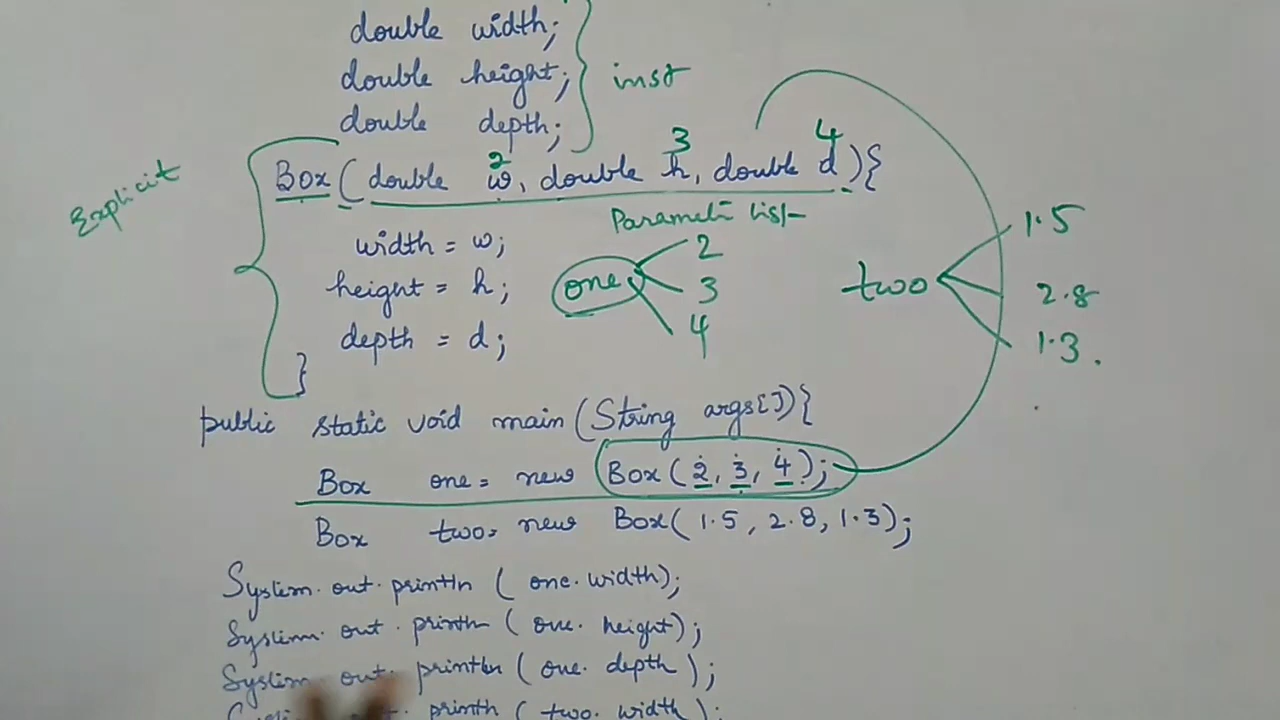 double width;
double height; } inst
double depth;
Explicit
2 3 4
Box ( double w, double h, double d ){
Paramete list
width = w;
height = h;
depth = d;
}
one 2 3 4
two 1.5 2.8 1.3.
public static void main (String args[]){
Box one = new Box ( 2, 3, 4 );
Box two = new Box( 1.5, 2.8, 1.3);
System.out.println ( one.width);
System.out.println ( one.height);
System.out.println ( one.depth );
println ( two.width);